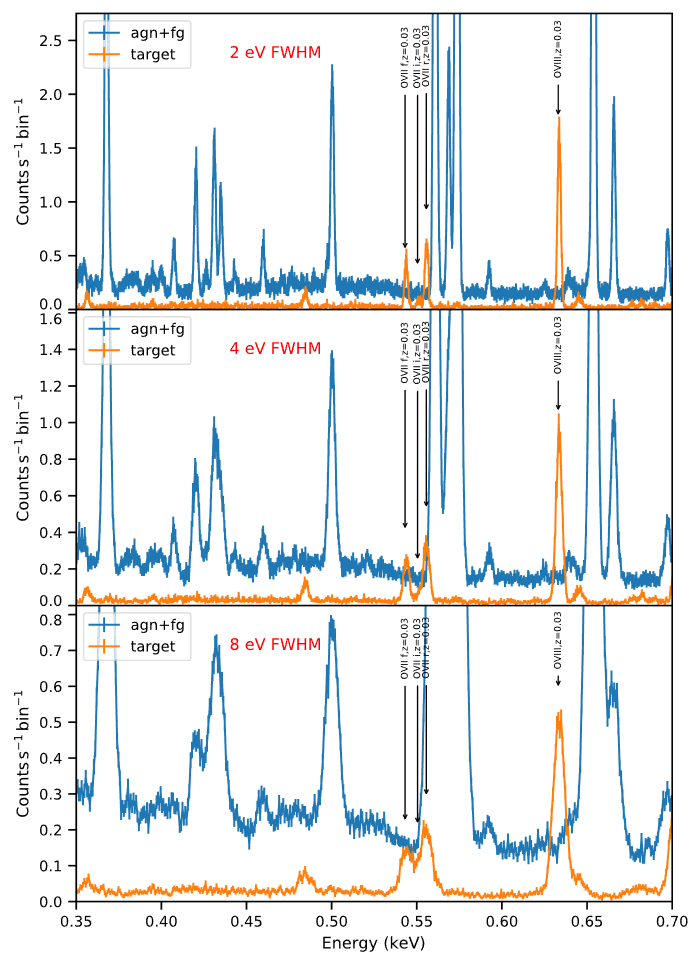 agn+fg
target
2 eV FWHM
OVII f,z=0.03
OVII i,z=0.03
OVII r,z=0.03
OVIII,z=0.03
Counts s⁻¹ bin⁻¹
2.5
2.0
1.5
1.0
0.5
0.0
agn+fg
target
4 eV FWHM
OVII f,z=0.03
OVII i,z=0.03
OVII r,z=0.03
OVIII,z=0.03
Counts s⁻¹ bin⁻¹
1.6
1.4
1.2
1.0
0.8
0.6
0.4
0.2
0.0
agn+fg
target
8 eV FWHM
OVII f,z=0.03
OVII i,z=0.03
OVII r,z=0.03
OVIII,z=0.03
Counts s⁻¹ bin⁻¹
0.8
0.7
0.6
0.5
0.4
0.3
0.2
0.1
0.0
0.35 0.40 0.45 0.50 0.55 0.60 0.65 0.70
Energy (keV)